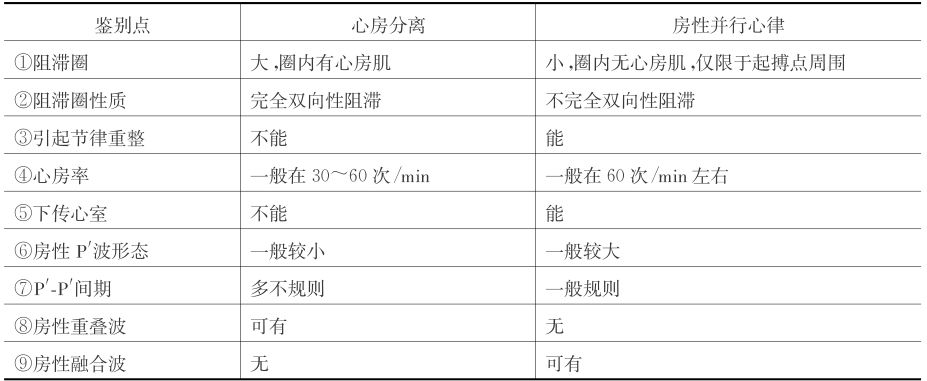 鉴别点 心房分离 房性并行心律
①阻滞圈 大,圈内有心房肌 小,圈内无心房肌,仅限于起搏点周围
②阻滞圈性质 完全双向性阻滞 不完全双向性阻滞
③引起节律重整 不能 能
④心房率 一般在 30～60 次/min 一般在 60 次/min 左右
⑤下传心室 不能 能
⑥房性 P′波形态 一般较小 一般较大
⑦P′-P′间期 多不规则 一般规则
⑧房性重叠波 可有 无
⑨房性融合波 无 可有